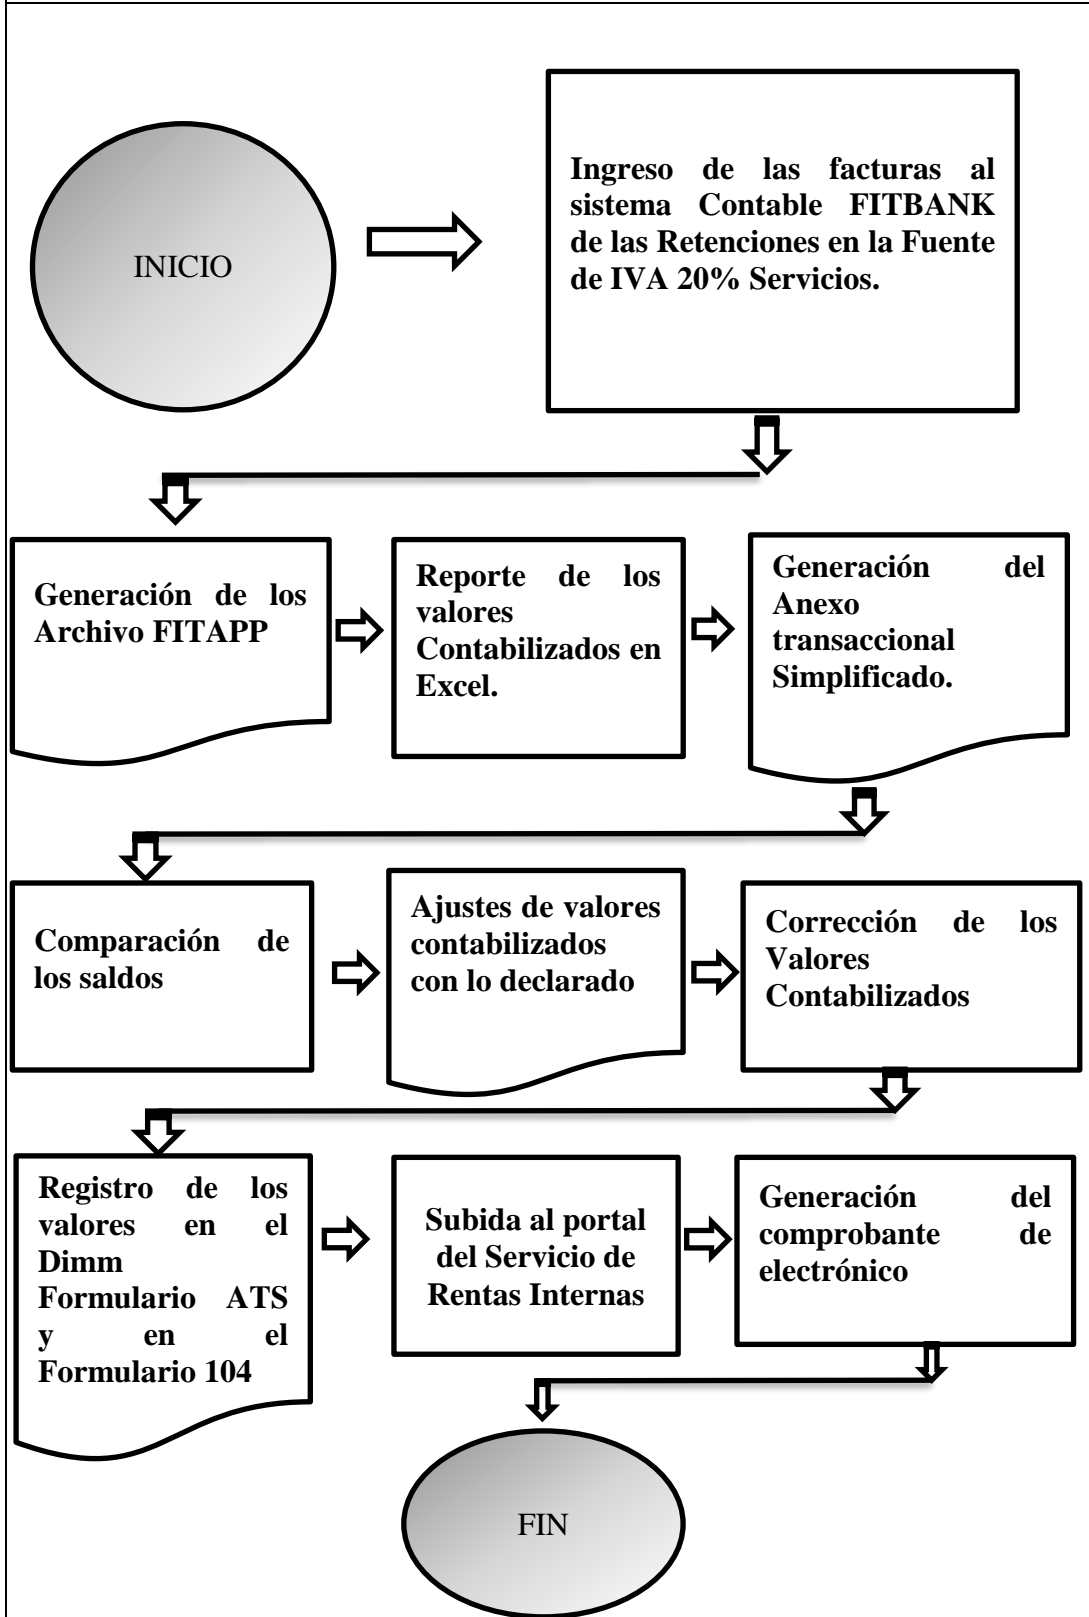 INICIO
Ingreso de las facturas al
sistema Contable FITBANK
de las Retenciones en la Fuente
de IVA 20% Servicios.
Generación de los
Archivo FITAPP
Reporte de los
valores
Contabilizados en
Excel.
Generación del
Anexo
transaccional
Simplificado.
Comparación de
los saldos
Ajustes de valores
contabilizados
con lo declarado
Corrección de los
Valores
Contabilizados
Registro de los
valores en el
Dimm
Formulario ATS
y en el
Formulario 104
Subida al portal
del Servicio de
Rentas Internas
Generación del
comprobante de
electrónico
FIN